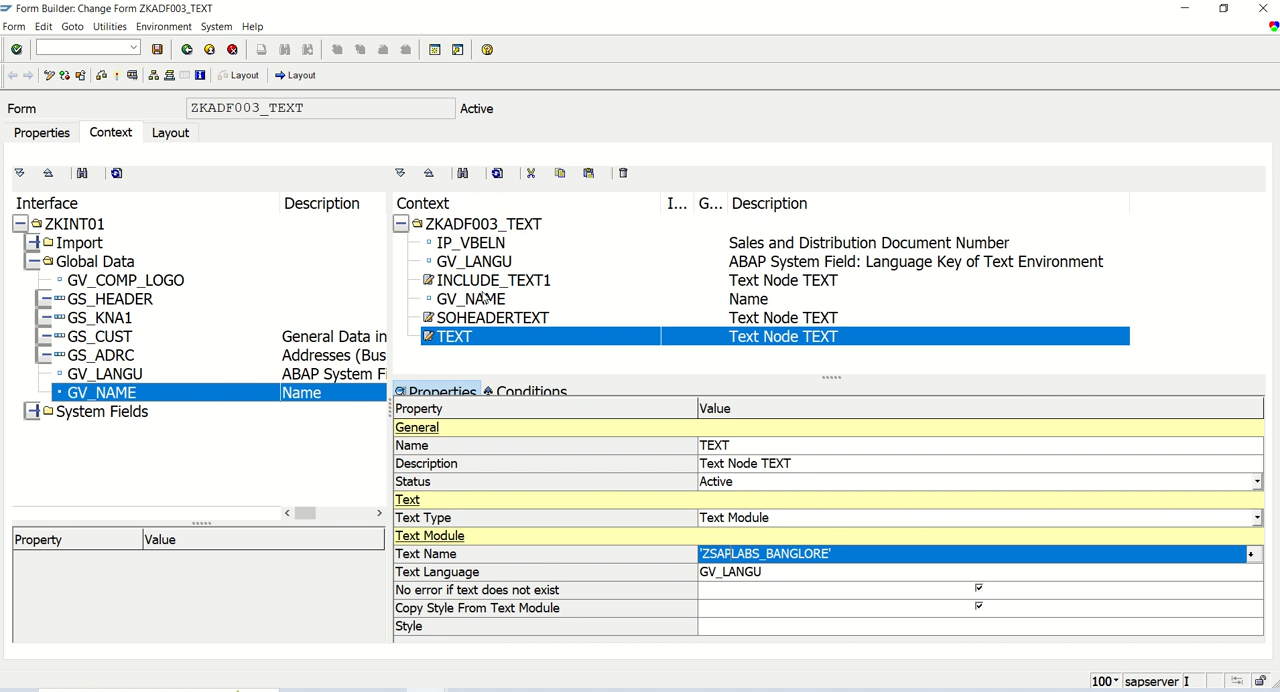 Form Builder: Change Form ZKADF003_TEXT
Form Edit Goto Utilities Environment System Help
Layout Layout
Form ZKADF003_TEXT Active
Properties Context Layout
Interface Description
ZKINT01
Import
Global Data
GV_COMP_LOGO
GS_HEADER
GS_KNA1
GS_CUST General Data in
GS_ADRC Addresses (Bus
GV_LANGU ABAP System Fi
GV_NAME Name
System Fields
Property Value
Context I... G... Description
ZKADF003_TEXT
IP_VBELN Sales and Distribution Document Number
GV_LANGU ABAP System Field: Language Key of Text Environment
INCLUDE_TEXT1 Text Node TEXT
GV_NAME Name
SOHEADERTEXT Text Node TEXT
TEXT Text Node TEXT
Properties Conditions
Property Value
General
Name TEXT
Description Text Node TEXT
Status Active
Text
Text Type Text Module
Text Module
Text Name 'ZSAPLABS_BANGLORE'
Text Language GV_LANGU
No error if text does not exist
Copy Style From Text Module
Style
100 sapserver I